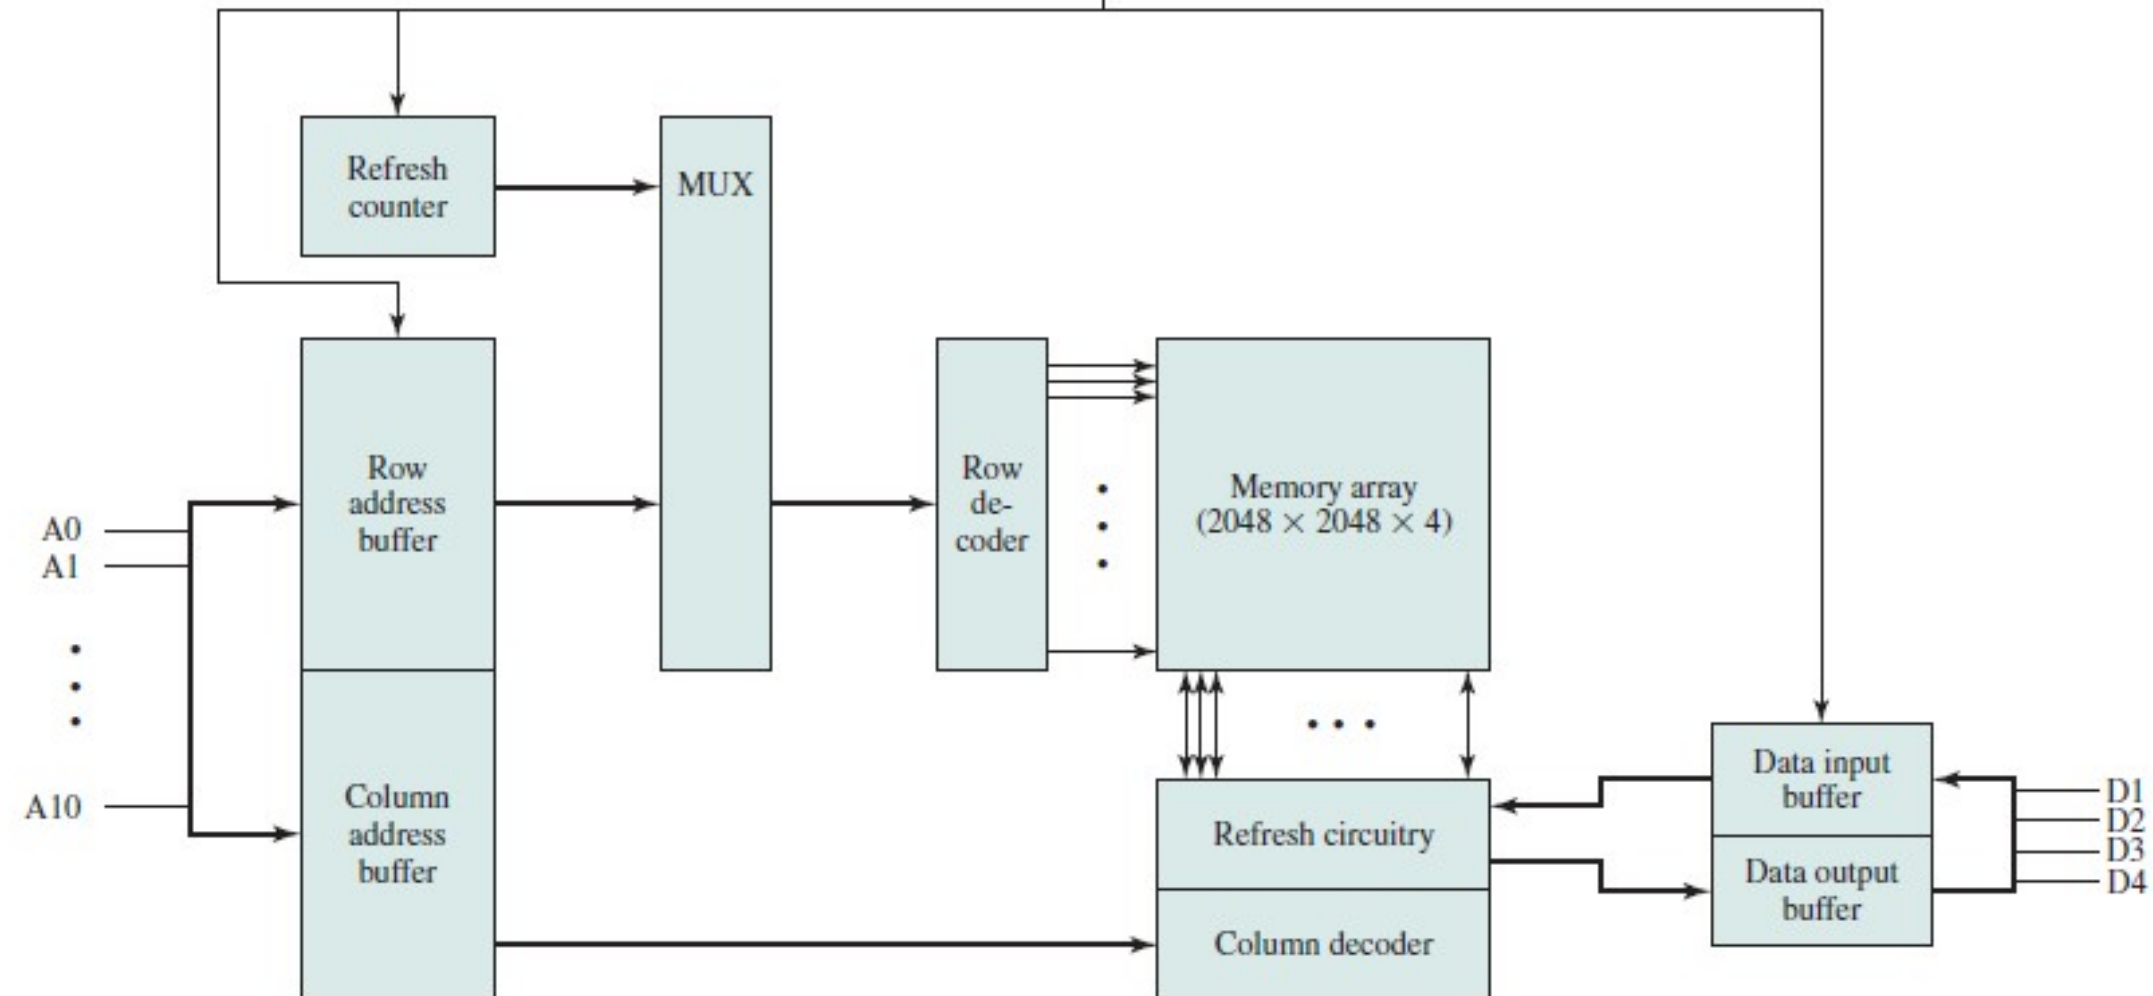 Refresh
counter
MUX
Row
address
buffer
Row
de-
coder
Memory array
(2048 × 2048 × 4)
A0
A1
A10
Column
address
buffer
Refresh circuitry
Column decoder
Data input
buffer
Data output
buffer
D1
D2
D3
D4